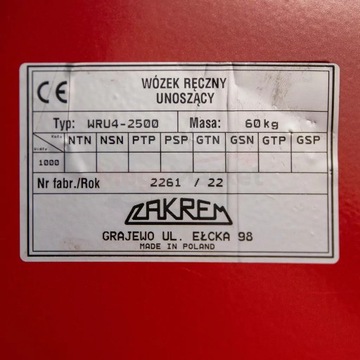 CE
WÓZEK RĘCZNY
UNOSZĄCY
Typ: WRU4-2500 Masa: 60 kg
NTN NSN PTP PSP GTN GSN GTP GSP
1000
Nr fabr./Rok 2261 / 22
ZAKREM
GRAJEWO UL. EŁCKA 98
MADE IN POLAND